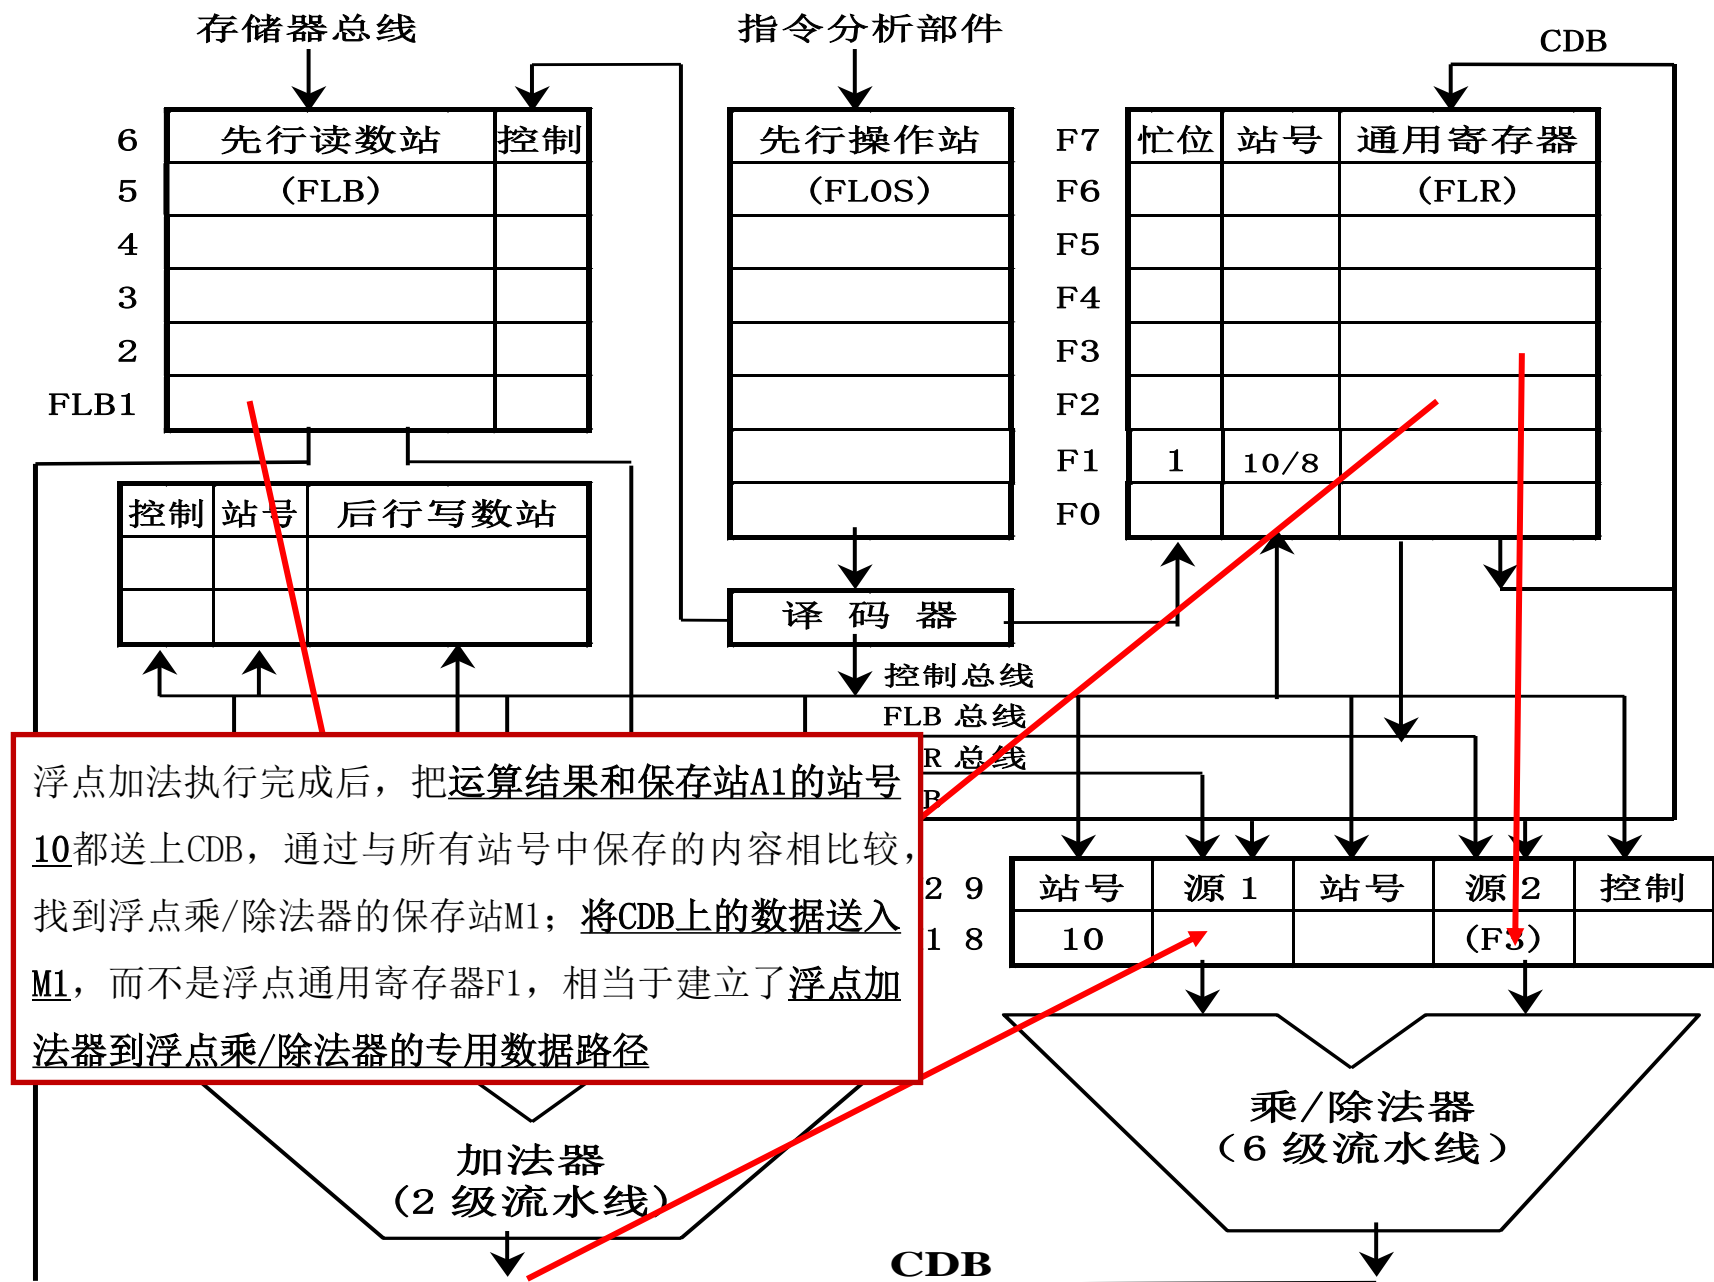 存储器总线
指令分析部件
CDB
6 先行读数站 控制
5 (FLB)
4
3
2
FLB1
先行操作站
(FLOS)
F7 忙位 站号 通用寄存器
F6 (FLR)
F5
F4
F3
F2
F1 1 10/8
F0
控制 站号 后行写数站
译码器
控制总线
FLB 总线
R 总线
B
浮点加法执行完成后，把运算结果和保存站A1的站号
10都送上CDB，通过与所有站号中保存的内容相比较，
找到浮点乘/除法器的保存站M1；将CDB上的数据送入
M1，而不是浮点通用寄存器F1，相当于建立了浮点加
法器到浮点乘/除法器的专用数据路径
2 9 站号 源1 站号 源2 控制
1 8 10 (F3)
加法器
(2 级流水线)
乘/除法器
(6 级流水线)
CDB